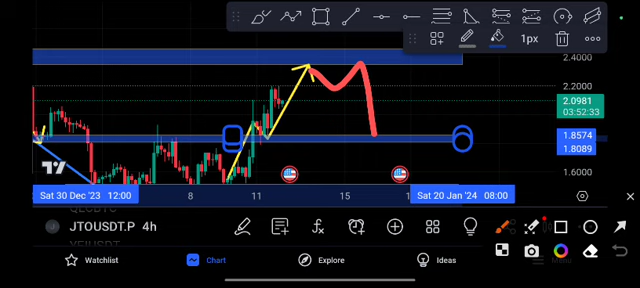 1px
2.4000
2.2000
2.0981
03:52:33
1.8574
1.8089
1.6000
Sat 30 Dec '23 12:00
8
11
15
Sat 20 Jan '24 08:00
JTOUSDT.P 4h
Watchlist
Chart
Explore
Ideas